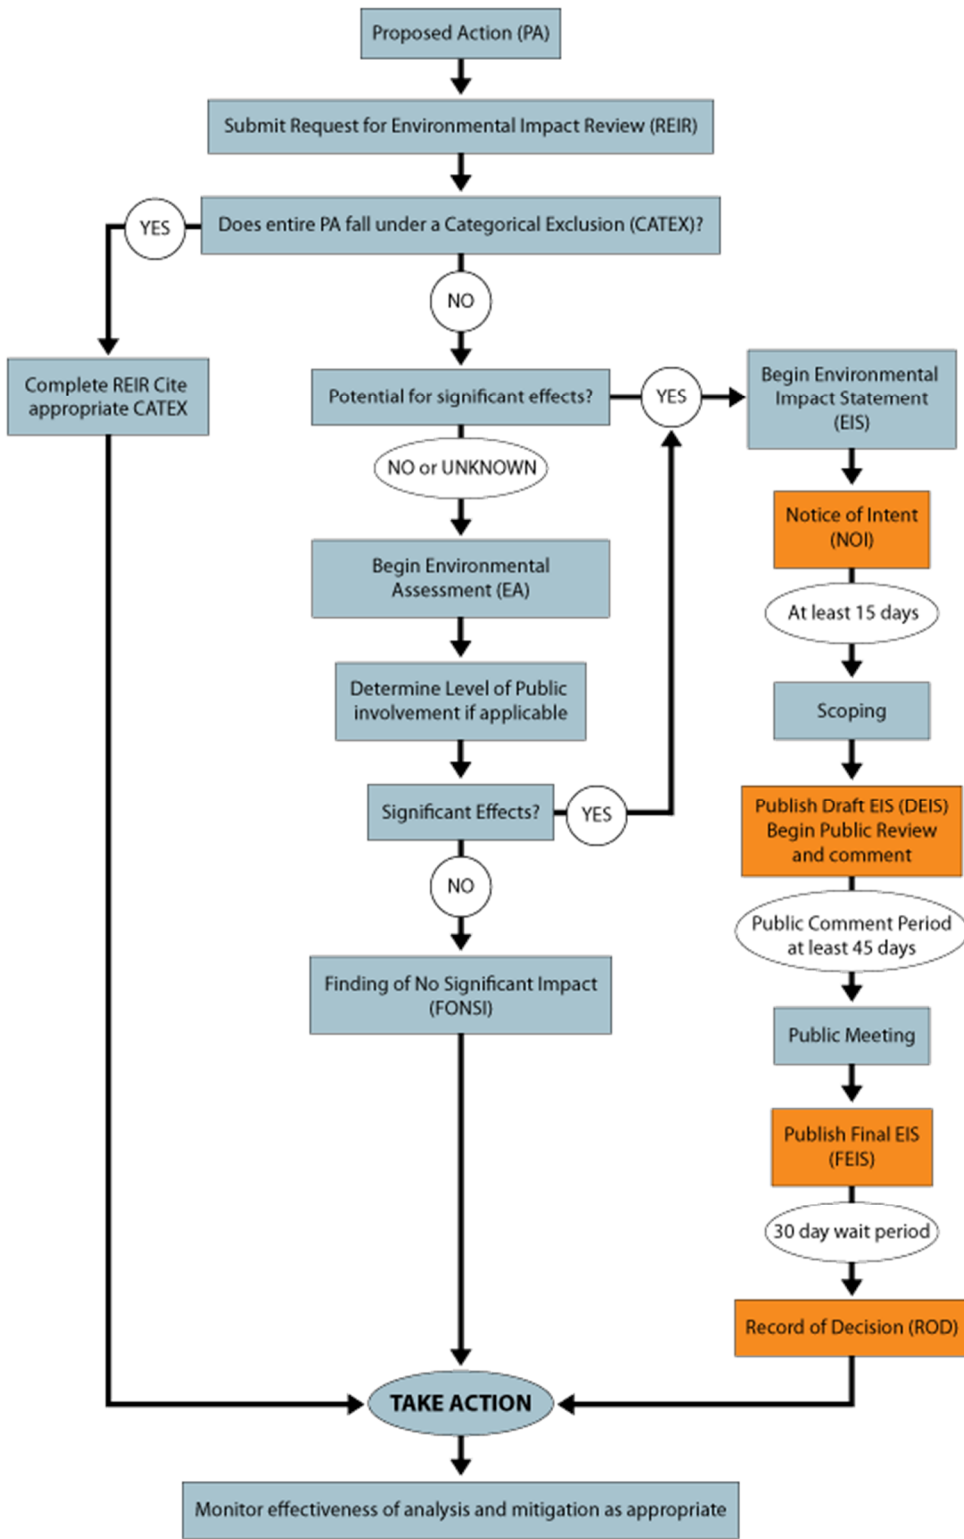 Proposed Action (PA)
Submit Request for Environmental Impact Review (REIR)
Does entire PA fall under a Categorical Exclusion (CATEX)?
YES
NO
Complete REIR Cite
appropriate CATEX
Potential for significant effects?
YES
Begin Environmental
Impact Statement
(EIS)
NO or UNKNOWN
Notice of Intent
(NOI)
Begin Environmental
Assessment (EA)
At least 15 days
Determine Level of Public
involvement if applicable
Scoping
Significant Effects?
YES
Publish Draft EIS (DEIS)
Begin Public Review
and comment
NO
Public Comment Period
at least 45 days
Finding of No Significant Impact
(FONSI)
Public Meeting
Publish Final EIS
(FEIS)
30 day wait period
Record of Decision (ROD)
TAKE ACTION
Monitor effectiveness of analysis and mitigation as appropriate